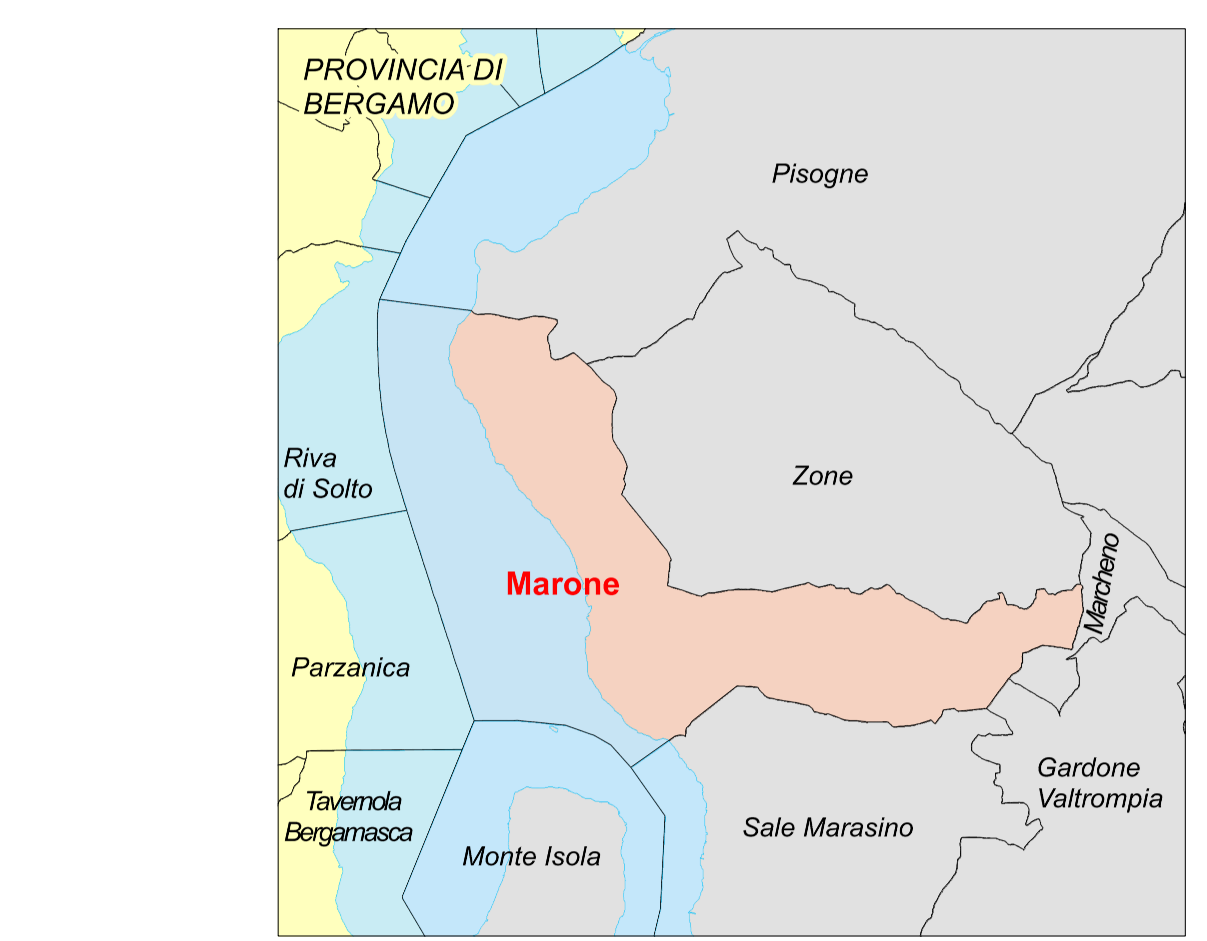 PROVINCIA DI
BERGAMO
Pisogne
Riva
di Solto
Zone
Marcheno
Marone
Parzanica
Tavernola
Bergamasca
Monte Isola
Sale Marasino
Gardone
Valtrompia